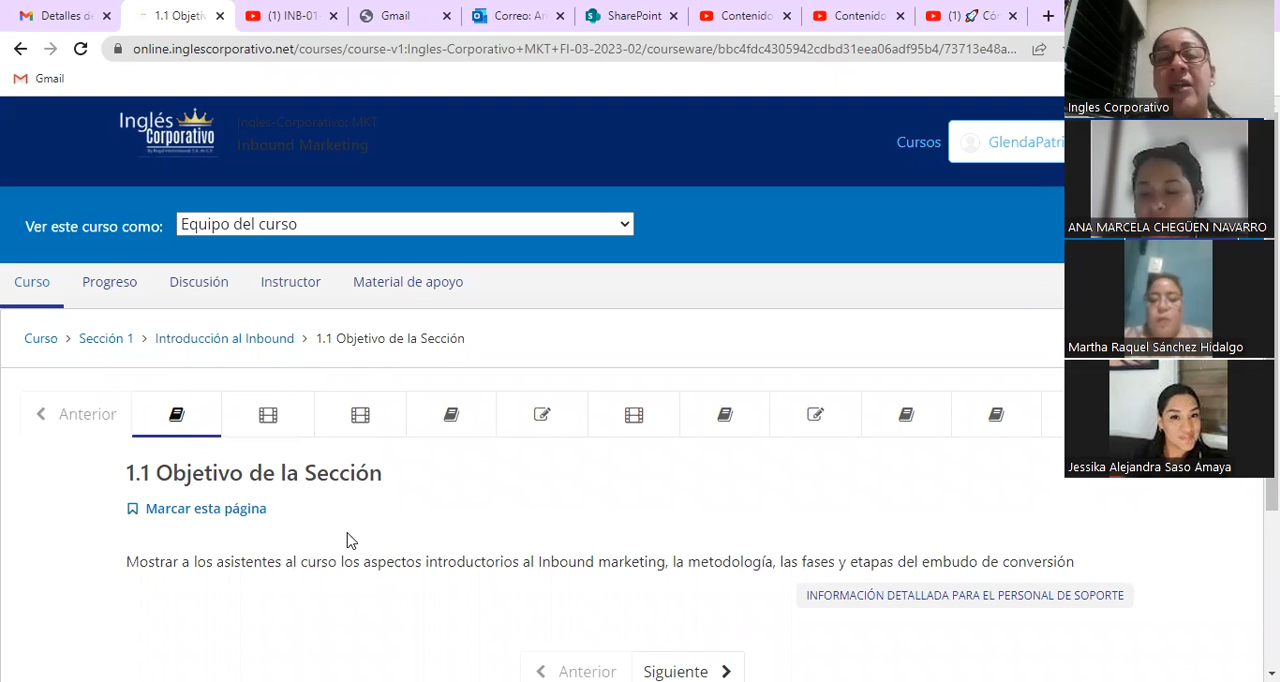 Detalles de
1.1 Objeti
(1) INB-01-
Gmail
Correo: A
SharePoint
Contenido
Contenido
(1) 🚀 Có
online.inglescorporativo.net/courses/course-v1:Ingles-Corporativo+MKT+FI-03-2023-02/courseware/bbc4fdc4305942cdbd31eea06adf95b4/73713e48a...
Gmail
Inglés Corporativo
Ingles-Corporativo: MKT
Inbound Marketing
Cursos
GlendaPatri
Ver este curso como:
Equipo del curso
Curso
Progreso
Discusión
Instructor
Material de apoyo
Curso > Sección 1 > Introducción al Inbound > 1.1 Objetivo de la Sección
Anterior
1.1 Objetivo de la Sección
Marcar esta página
Mostrar a los asistentes al curso los aspectos introductorios al Inbound marketing, la metodología, las fases y etapas del embudo de conversión
INFORMACIÓN DETALLADA PARA EL PERSONAL DE SOPORTE
Anterior
Siguiente
Ingles Corporativo
ANA MARCELA CHEGÜEN NAVARRO
Martha Raquel Sánchez Hidalgo
Jessika Alejandra Saso Amaya